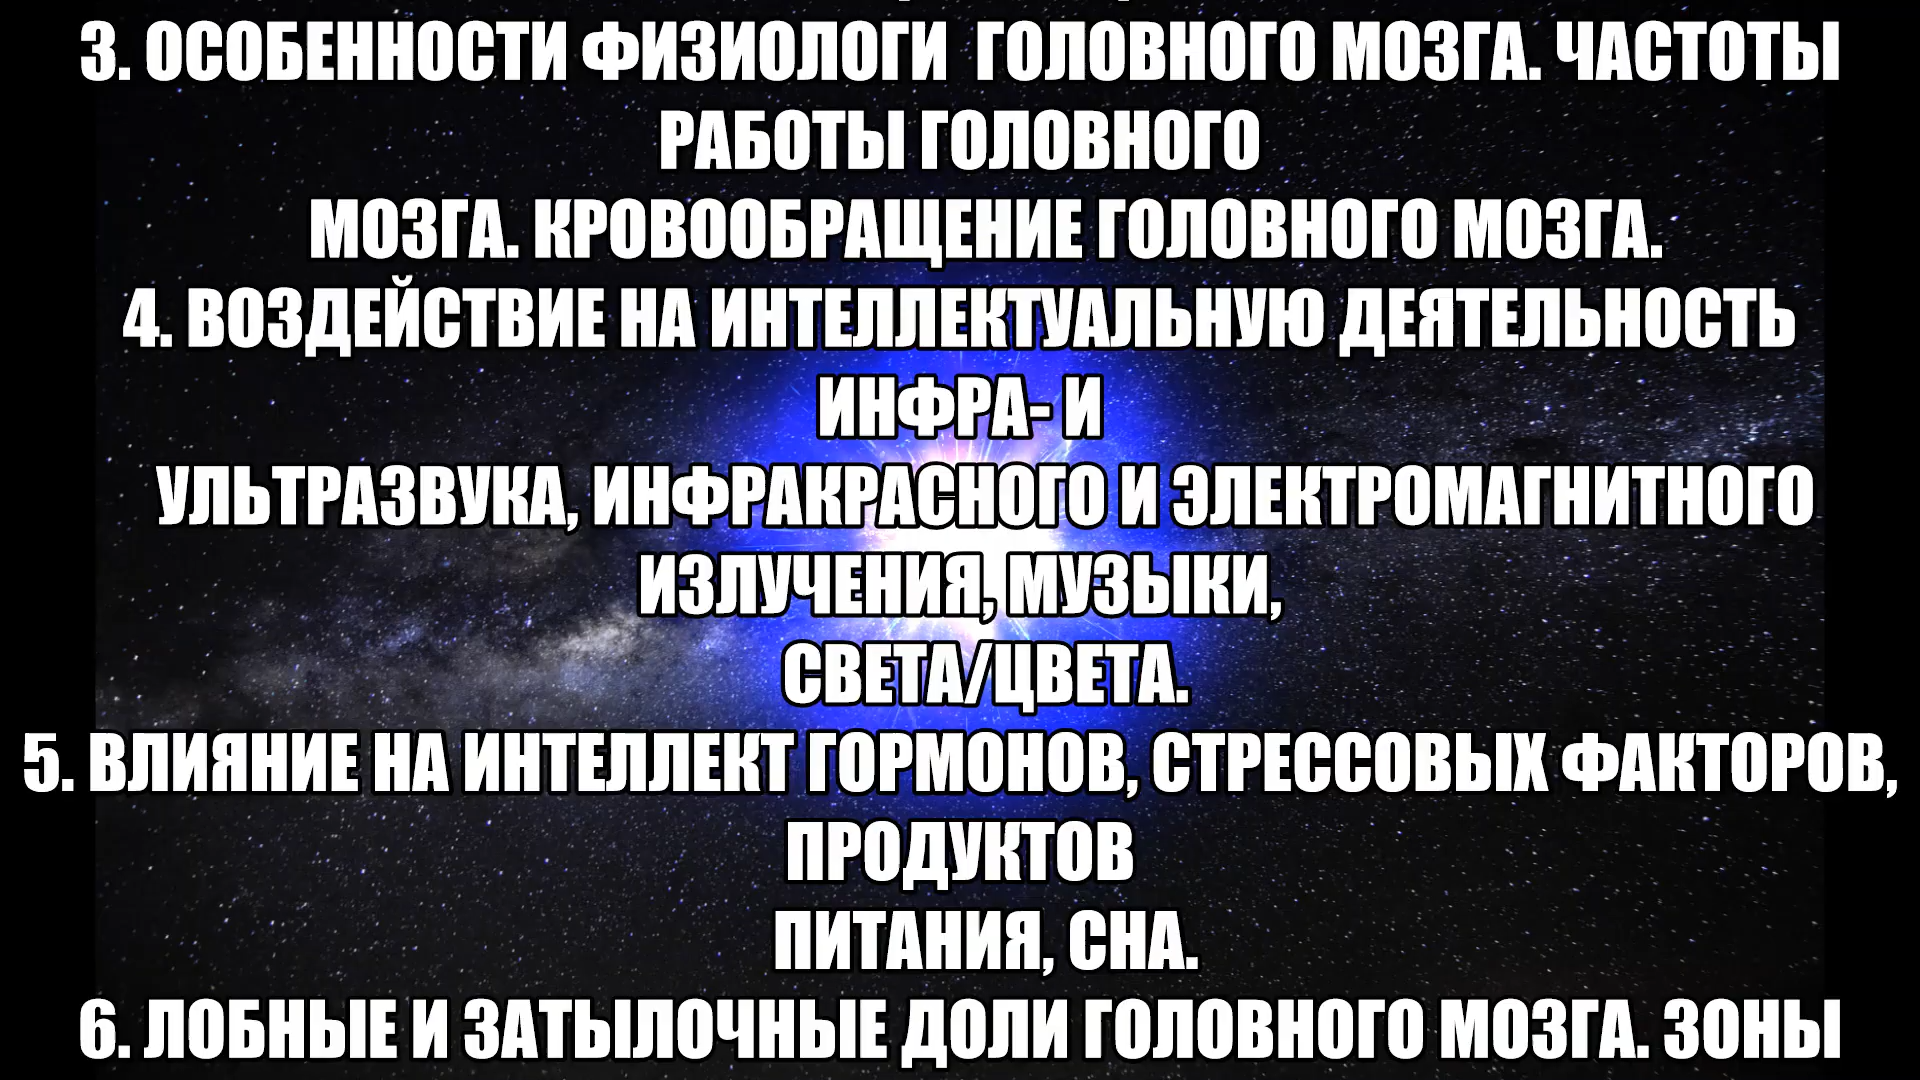 3. ОСОБЕННОСТИ ФИЗИОЛОГИ ГОЛОВНОГО МОЗГА. ЧАСТОТЫ
РАБОТЫ ГОЛОВНОГО
МОЗГА. КРОВООБРАЩЕНИЕ ГОЛОВНОГО МОЗГА.
4. ВОЗДЕЙСТВИЕ НА ИНТЕЛЛЕКТУАЛЬНУЮ ДЕЯТЕЛЬНОСТЬ
ИНФРА- И
УЛЬТРАЗВУКА, ИНФРАКРАСНОГО И ЭЛЕКТРОМАГНИТНОГО
ИЗЛУЧЕНИЯ, МУЗЫКИ,
СВЕТА/ЦВЕТА.
5. ВЛИЯНИЕ НА ИНТЕЛЛЕКТ ГОРМОНОВ, СТРЕССОВЫХ ФАКТОРОВ,
ПРОДУКТОВ
ПИТАНИЯ, СНА.
6. ЛОБНЫЕ И ЗАТЫЛОЧНЫЕ ДОЛИ ГОЛОВНОГО МОЗГА. ЗОНЫ